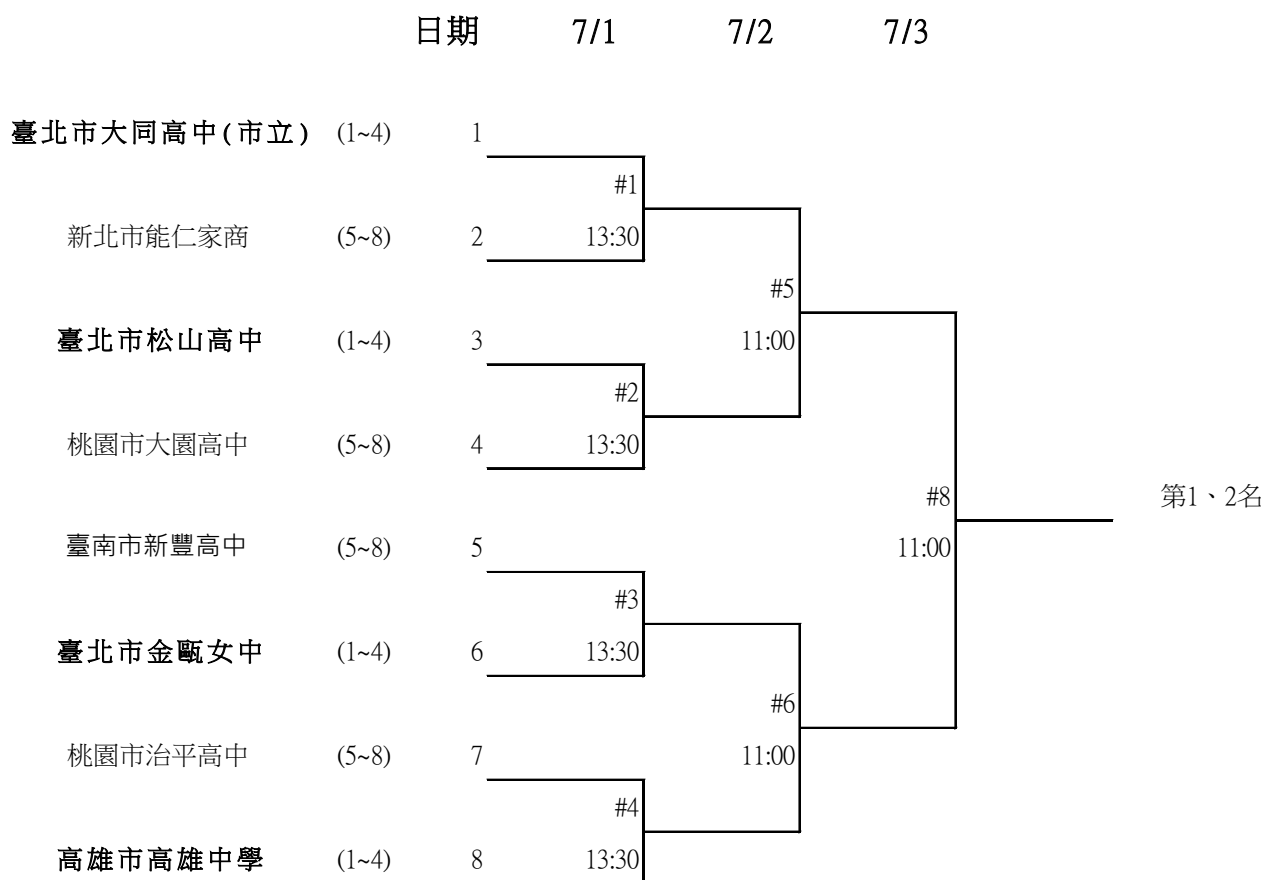 日期 7/1 7/2 7/3
臺北市大同高中(市立) (1~4) 1
#1
新北市能仁家商 (5~8) 2 13:30
#5
臺北市松山高中 (1~4) 3 11:00
#2
桃園市大園高中 (5~8) 4 13:30
#8 第1、2名
臺南市新豐高中 (5~8) 5 11:00
#3
臺北市金甌女中 (1~4) 6 13:30
#6
桃園市治平高中 (5~8) 7 11:00
#4
高雄市高雄中學 (1~4) 8 13:30